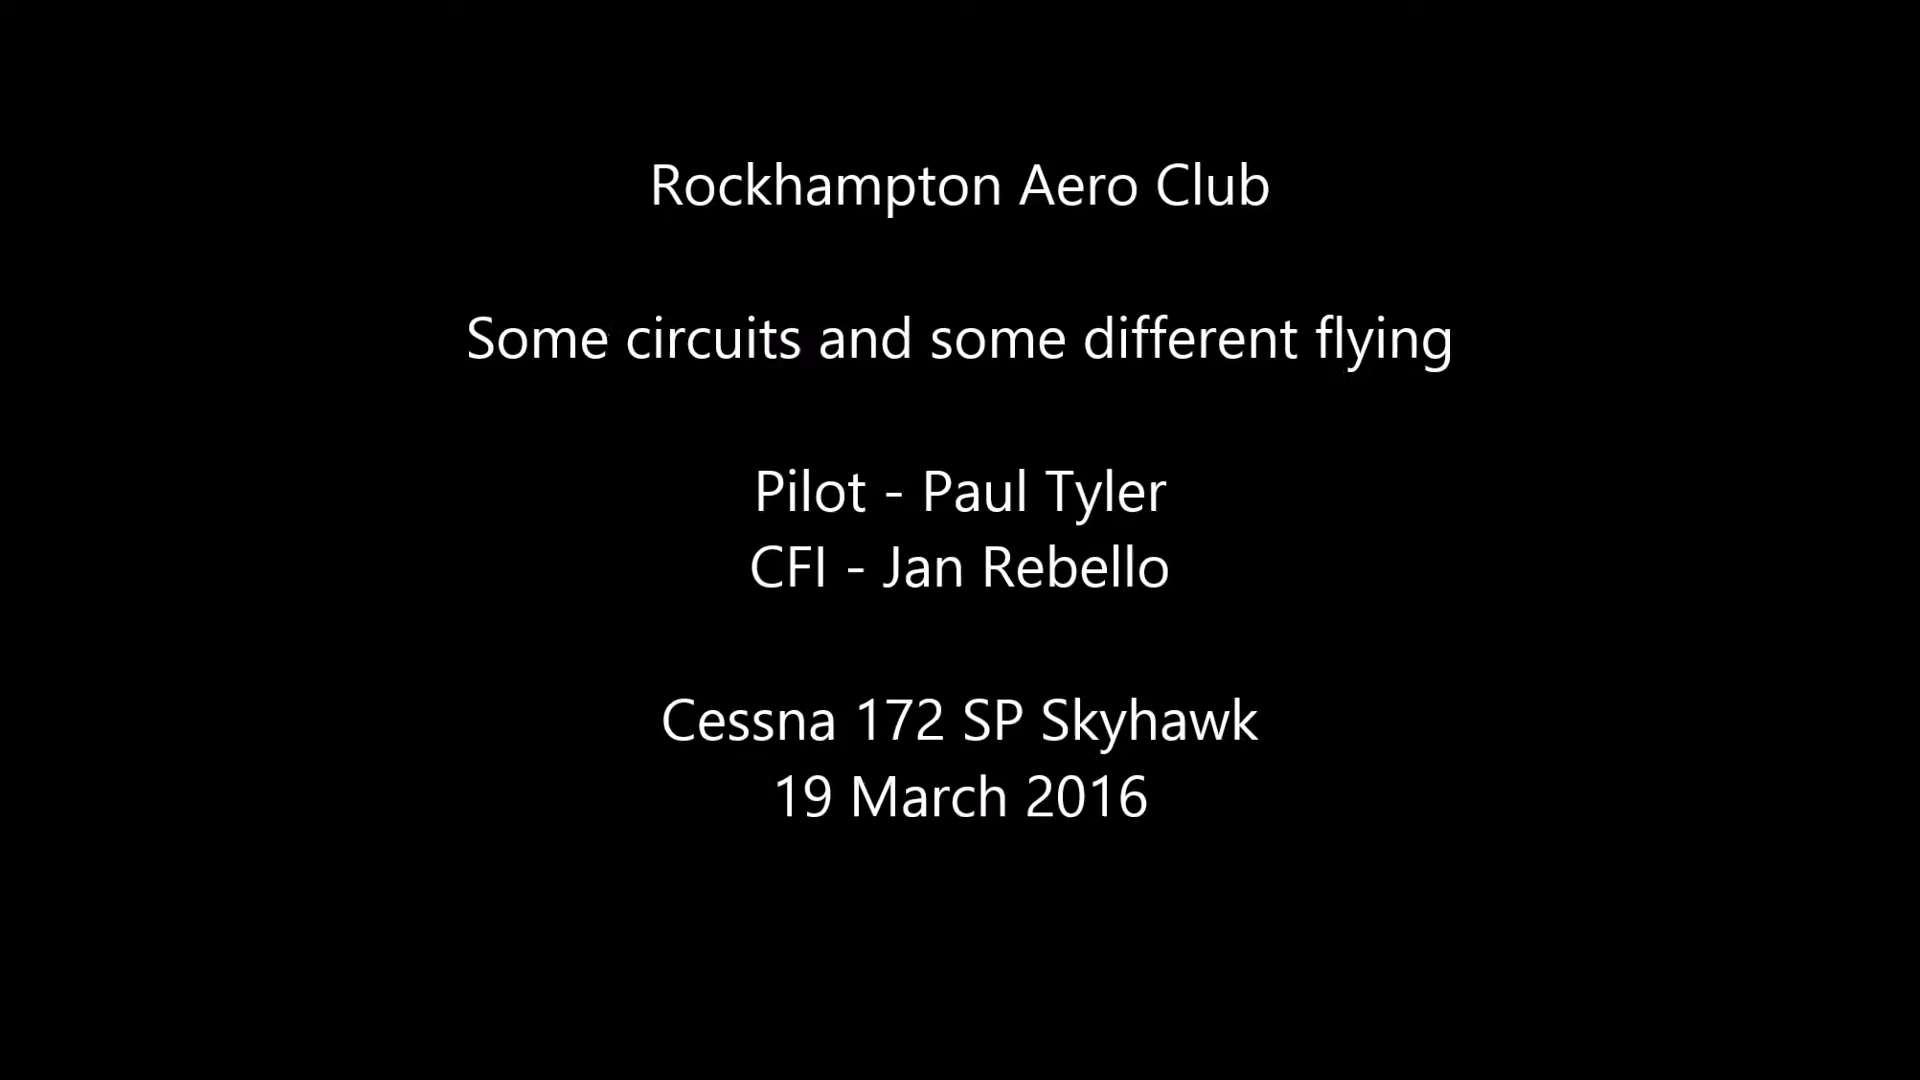 Rockhampton Aero Club
Some circuits and some different flying
Pilot - Paul Tyler
CFI - Jan Rebello
Cessna 172 SP Skyhawk
19 March 2016